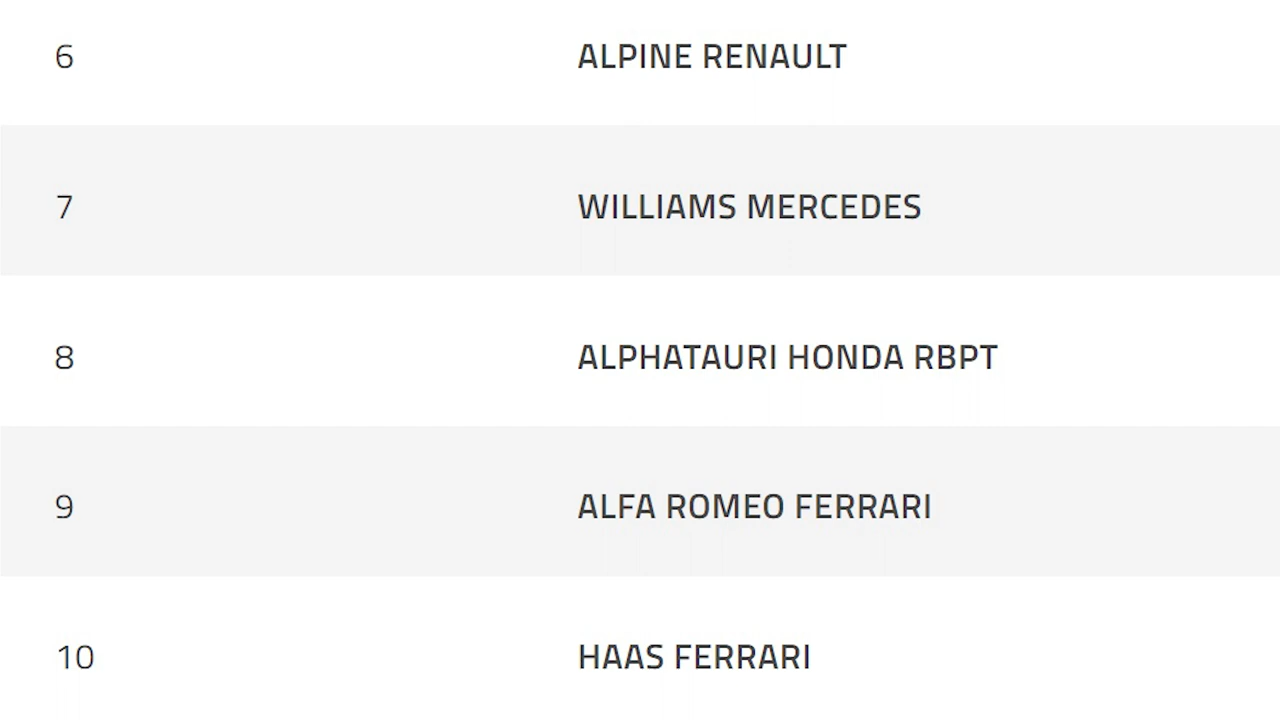 6 ALPINE RENAULT
7 WILLIAMS MERCEDES
8 ALPHATAURI HONDA RBPT
9 ALFA ROMEO FERRARI
10 HAAS FERRARI